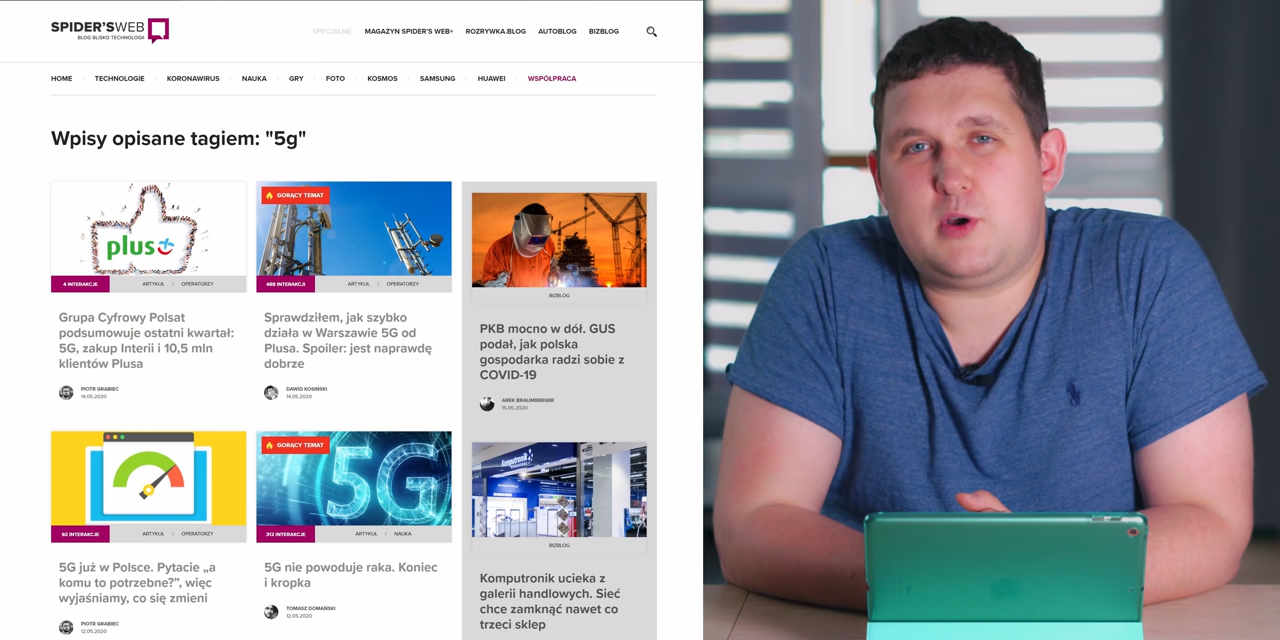 SPIDER'SWEB
BLOG BLISKO TECHNOLOGII
SPECJALNE MAGAZYN SPIDER'S WEB+ ROZRYWKA.BLOG AUTOBLOG BIZBLOG
HOME TECHNOLOGIE KORONAWIRUS NAUKA GRY FOTO KOSMOS SAMSUNG HUAWEI WSPÓŁPRACA
Wpisy opisane tagiem: "5g"
plus
4 INTERAKCJE ARTYKUŁ / OPERATORZY
Grupa Cyfrowy Polsat
podsumowuje ostatni kwartał:
5G, zakup Interii i 10,5 mln
klientów Plusa
PIOTR GRABIEC
14.05.2020
GORĄCY TEMAT
488 INTERAKCJI ARTYKUŁ / OPERATORZY
Sprawdziłem, jak szybko
działa w Warszawie 5G od
Plusa. Spoiler: jest naprawdę
dobrze
DAWID KOSIŃSKI
14.05.2020
BIZBLOG
PKB mocno w dół. GUS
podał, jak polska
gospodarka radzi sobie z
COVID-19
AREK BRAUMBERGER
15.05.2020
92 INTERAKCJE ARTYKUŁ / OPERATORZY
5G już w Polsce. Pytacie „a
komu to potrzebne?”, więc
wyjaśniamy, co się zmieni
PIOTR GRABIEC
12.05.2020
GORĄCY TEMAT
5G
312 INTERAKCJE ARTYKUŁ / NAUKA
5G nie powoduje raka. Koniec
i kropka
TOMASZ DOMAŃSKI
12.05.2020
komputronik
BIZBLOG
Komputronik ucieka z
galerii handlowych. Sieć
chce zamknąć nawet co
trzeci sklep